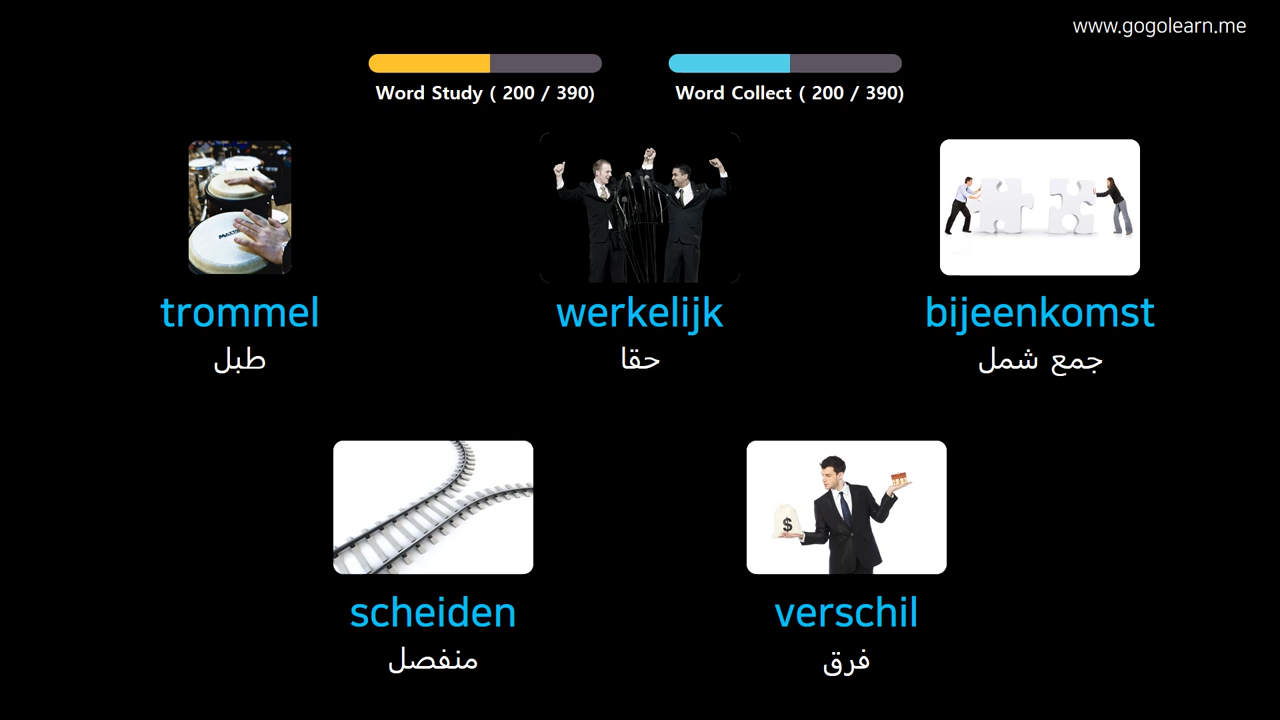 www.gogolearn.me
Word Study ( 200 / 390)
Word Collect ( 200 / 390)
trommel
طبل
werkelijk
حقا
bijeenkomst
جمع شمل
$
scheiden
منفصل
verschil
فرق